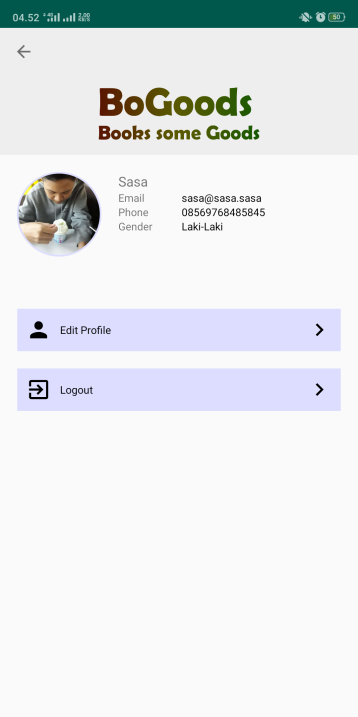 04.52
50
BoGoods
Books some Goods
Sasa
Email sasa@sasa.sasa
Phone 08569768485845
Gender Laki-Laki
Edit Profile
Logout